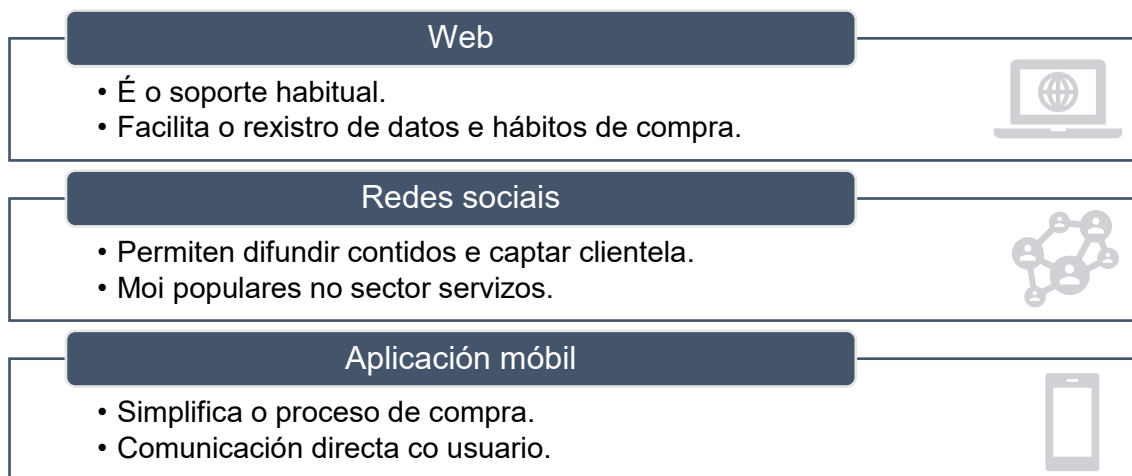 Web
• É o soporte habitual.
• Facilita o rexistro de datos e hábitos de compra.
Redes sociais
• Permiten difundir contidos e captar clientela.
• Moi populares no sector servizos.
Aplicación móbil
• Simplifica o proceso de compra.
• Comunicación directa co usuario.